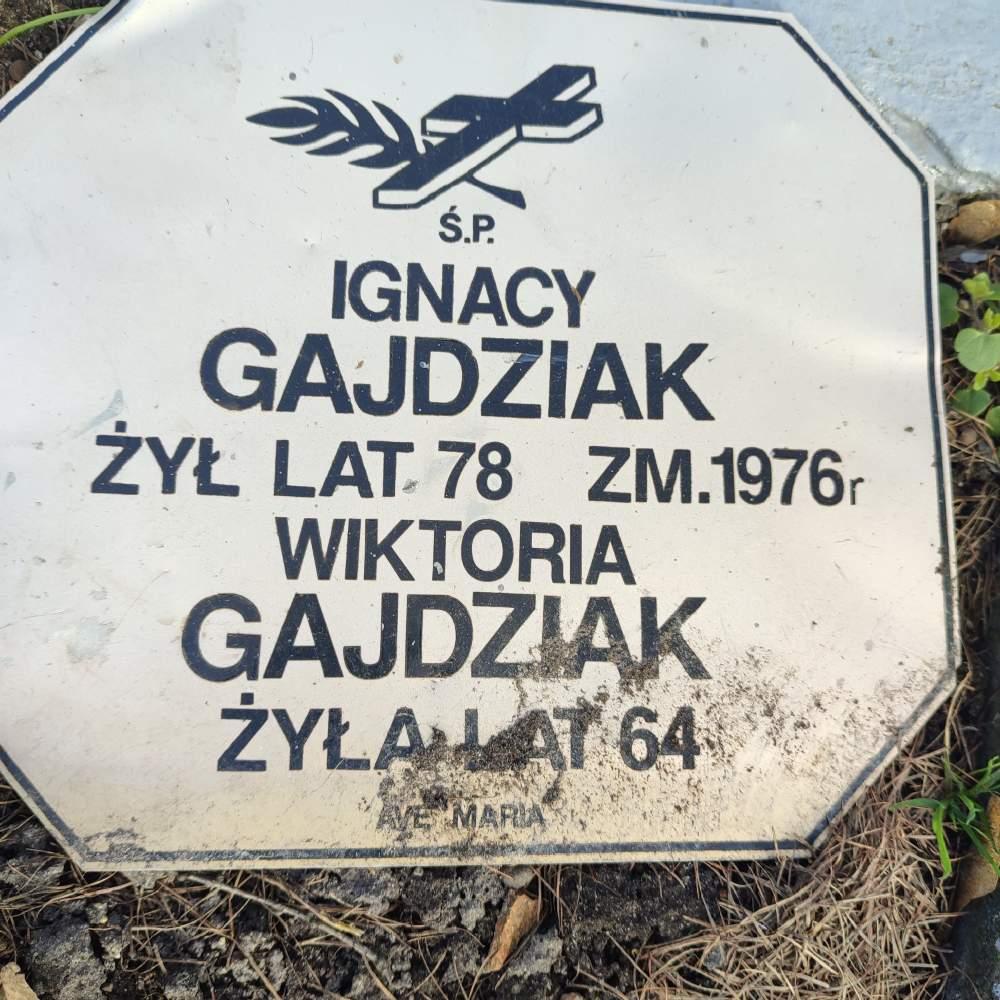 Ś.P.
IGNACY
GAJDZIAK
ŻYŁ LAT 78 ZM.1976r
WIKTORIA
GAJDZIAK
ŻYŁA LAT 64
AVE MARIA